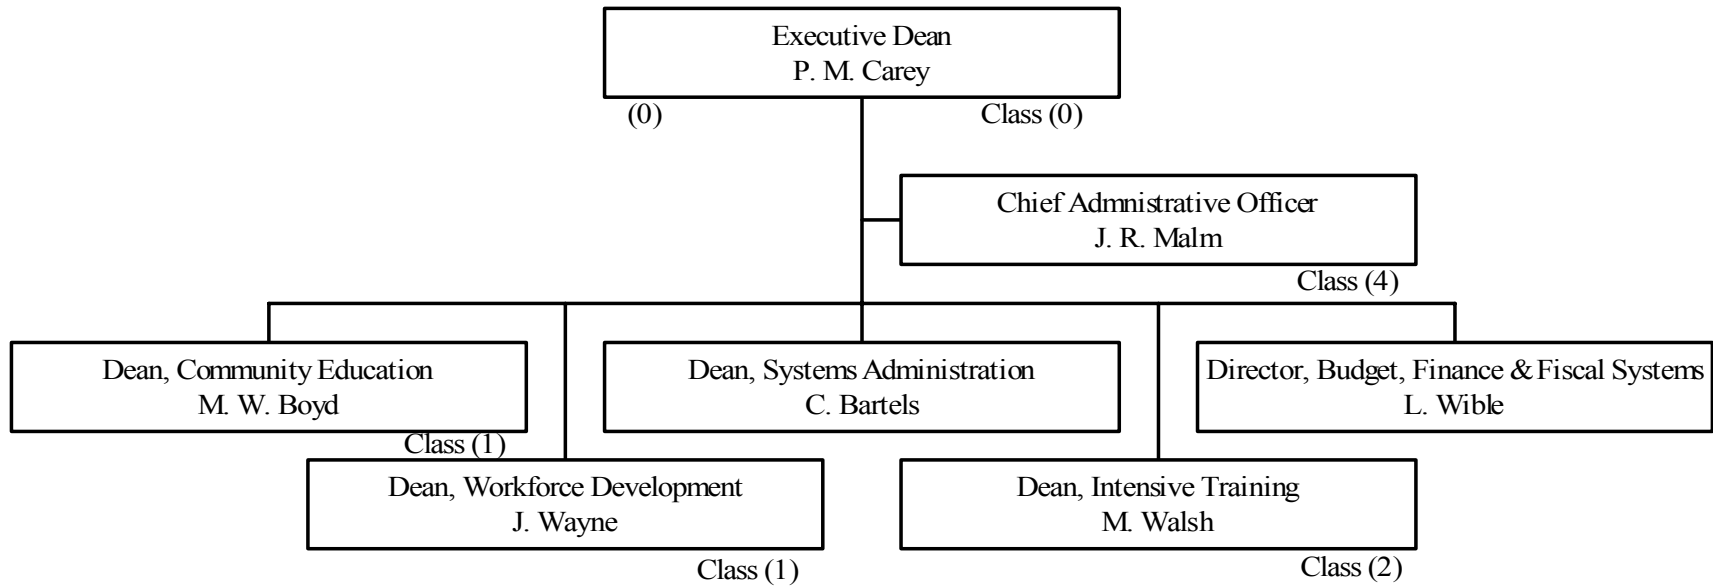 Executive Dean
P. M. Carey
(0) Class (0)
Chief Admnistrative Officer
J. R. Malm
Class (4)
Dean, Community Education
M. W. Boyd
Class (1)
Dean, Systems Administration
C. Bartels
Director, Budget, Finance & Fiscal Systems
L. Wible
Dean, Workforce Development
J. Wayne
Class (1)
Dean, Intensive Training
M. Walsh
Class (2)